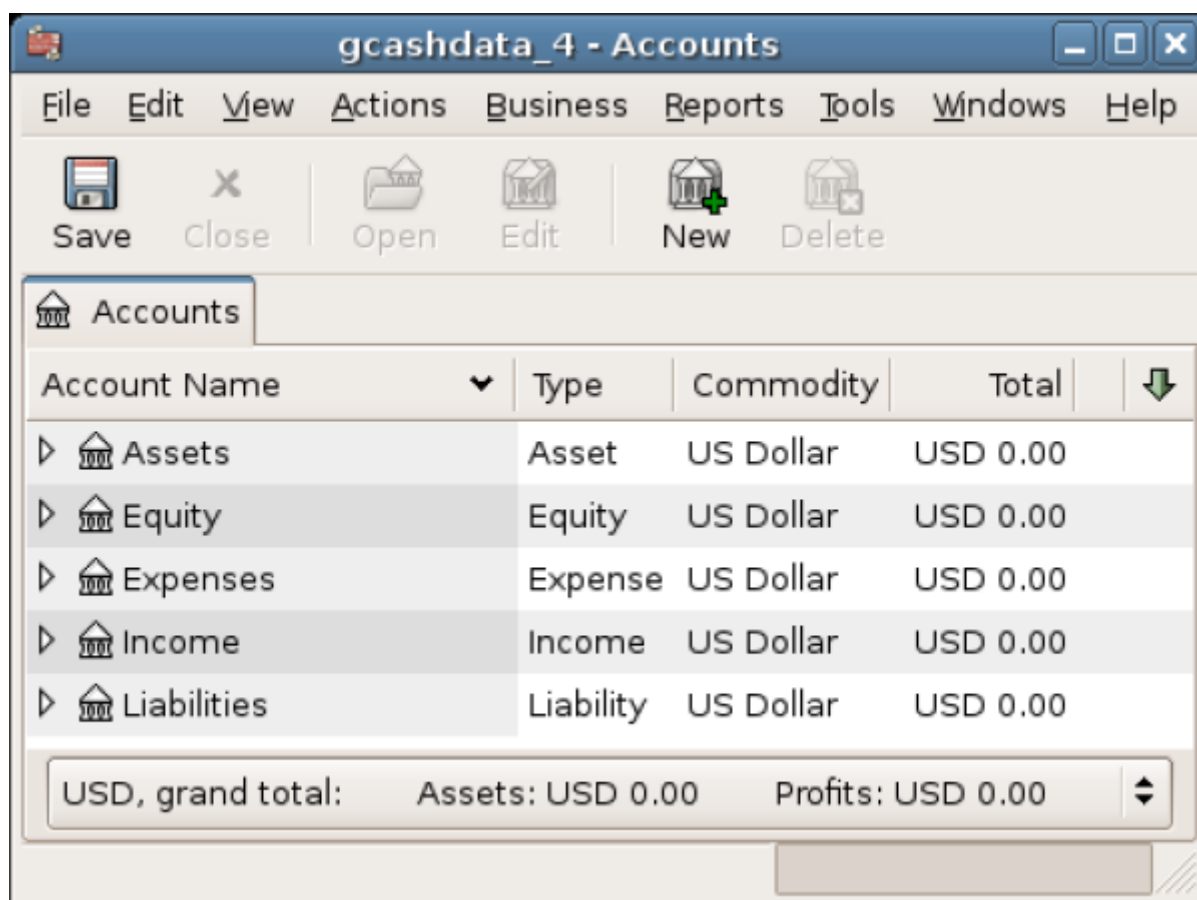 gcashdata_4 - Accounts
File Edit View Actions Business Reports Tools Windows Help
Save Close Open Edit New Delete
Accounts
Account Name Type Commodity Total
Assets Asset US Dollar USD 0.00
Equity Equity US Dollar USD 0.00
Expenses Expense US Dollar USD 0.00
Income Income US Dollar USD 0.00
Liabilities Liability US Dollar USD 0.00
USD, grand total: Assets: USD 0.00 Profits: USD 0.00